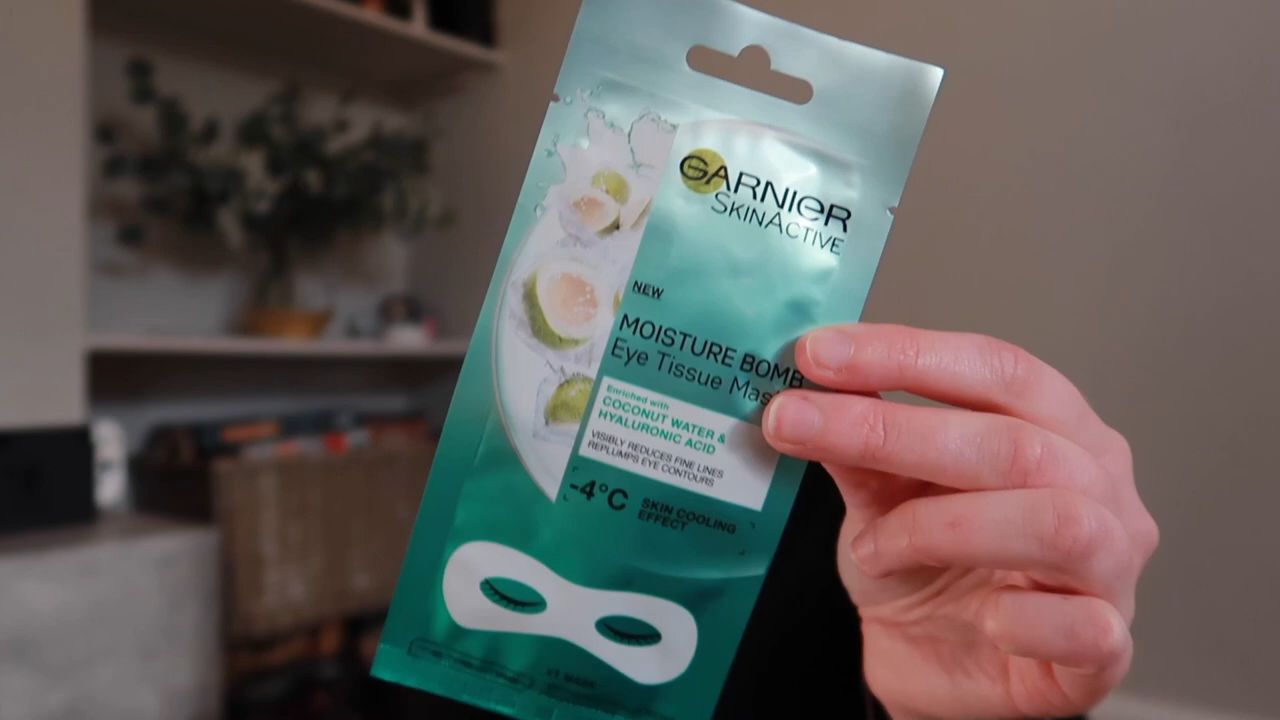 GARNIER
SKINACTIVE
NEW
MOISTURE BOMB
Eye Tissue Mas
Enriched with
COCONUT WATER &
HYALURONIC ACID
VISIBLY REDUCES FINE LINES
REPLUMPS EYE CONTOURS
-4°C SKIN COOLING
EFFECT